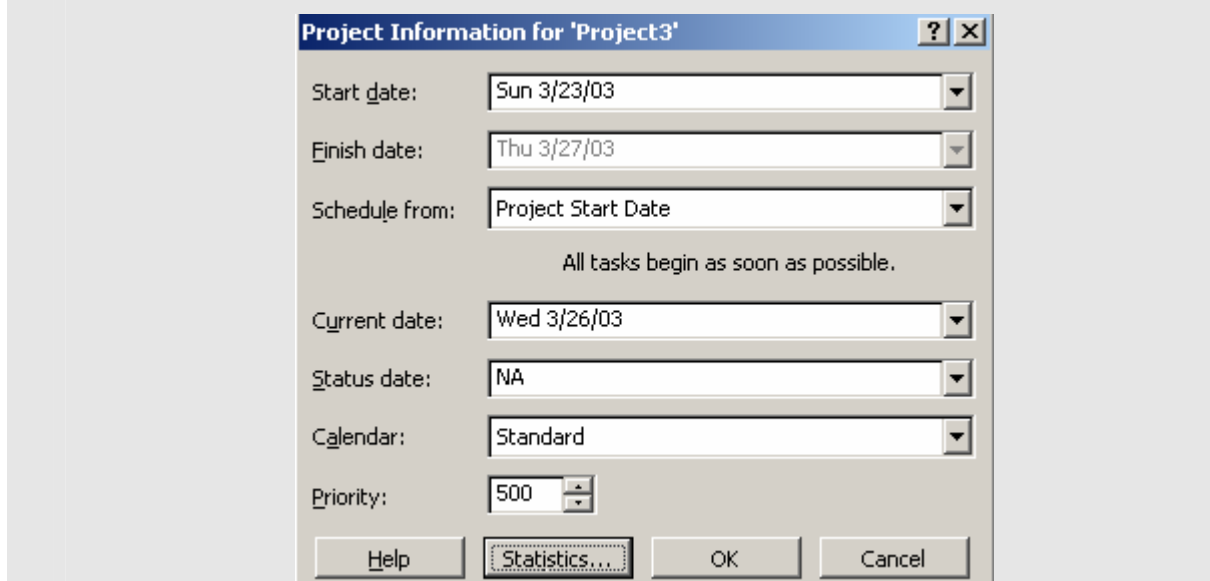 Project Information for 'Project3'
Start date: Sun 3/23/03
Finish date: Thu 3/27/03
Schedule from: Project Start Date
All tasks begin as soon as possible.
Current date: Wed 3/26/03
Status date: NA
Calendar: Standard
Priority: 500
Help Statistics... OK Cancel